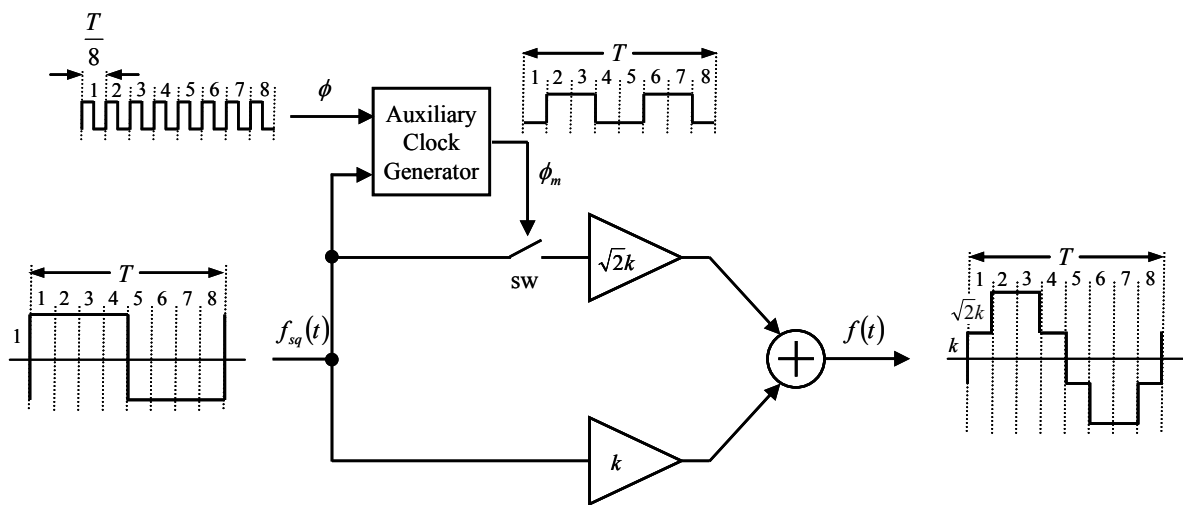 T
8
1 2 3 4 5 6 7 8
ϕ
Auxiliary
Clock
Generator
T
1 2 3 4 5 6 7 8
ϕm
sw
√2k
T
1 2 3 4 5 6 7 8
1
fsq(t)
k
f(t)
T
1 2 3 4 5 6 7 8
√2k
k